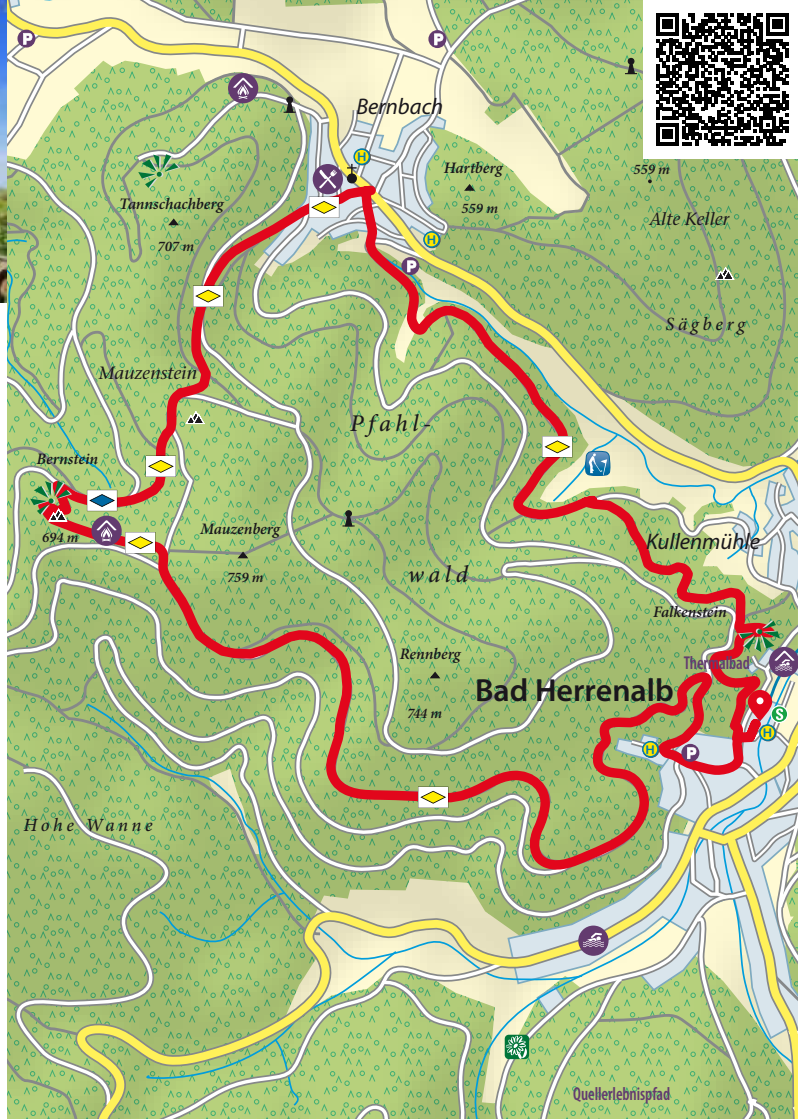 P
P
Bernbach
H
Hartberg
559 m
559 m
Tannschachberg
707 m
Alte Keller
H
P
Sägberg
Mauzenstein
Pfahl-
Bernstein
694 m
Mauzenberg
759 m
Kullenmühle
wald
Falkenstein
Rennberg
Thermalbad
Bad Herrenalb
744 m
S
H
H
P
Hohe Wanne
Quellerlebnispfad